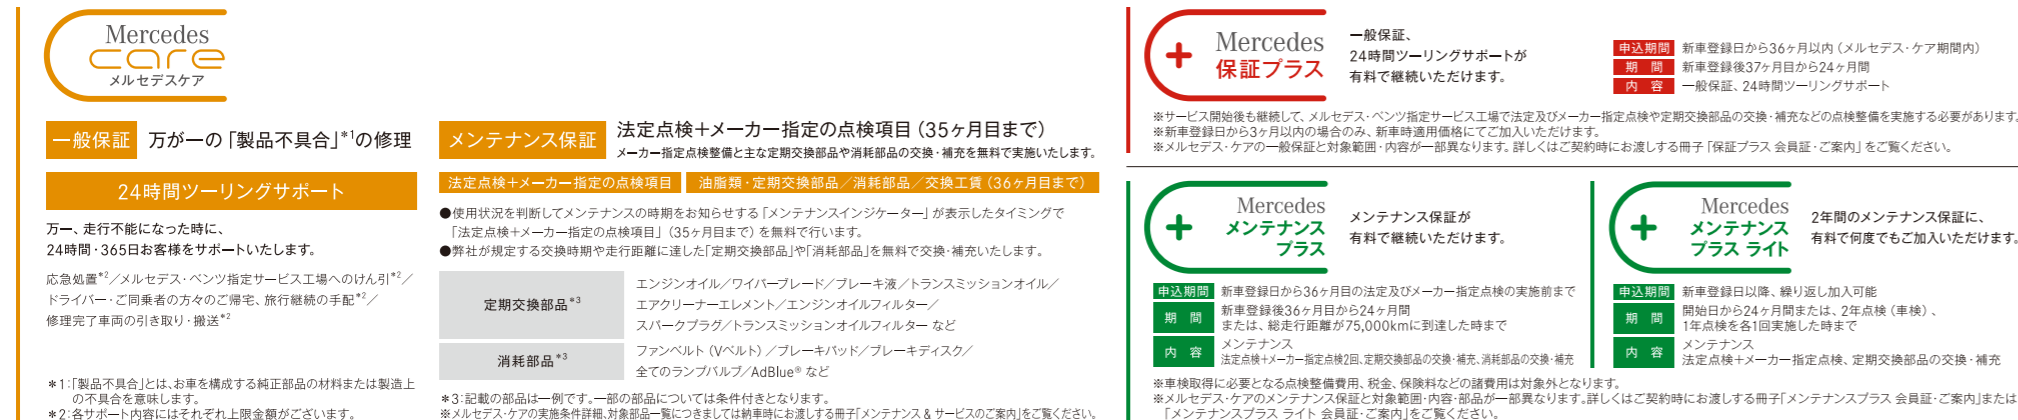 Mercedes
care
メルセデスケア
一般保証 万が一の「製品不具合」*1の修理
24時間ツーリングサポート
万一、走行不能になった時に、
24時間・365日お客様をサポートいたします。
応急処置*2／メルセデス・ベンツ指定サービス工場へのけん引*2／
ドライバー・ご同乗者の方々のご帰宅、旅行継続の手配*2／
修理完了車両の引き取り・搬送*2
*1:「製品不具合」とは、お車を構成する純正部品の材料または製造上
の不具合を意味します。
*2:各サポート内容にはそれぞれ上限金額がございます。
メンテナンス保証 法定点検＋メーカー指定の点検項目（35ヶ月目まで）
メーカー指定点検整備と主な定期交換部品や消耗部品の交換・補充を無料で実施いたします。
法定点検＋メーカー指定の点検項目 油脂類・定期交換部品／消耗部品／交換工賃（36ヶ月目まで）
●使用状況を判断してメンテナンスの時期をお知らせする「メンテナンスインジケーター」が表示したタイミングで
「法定点検＋メーカー指定の点検項目」（35ヶ月目まで）を無料で行います。
●弊社が規定する交換時期や走行距離に達した「定期交換部品」や「消耗部品」を無料で交換・補充いたします。
定期交換部品*3
エンジンオイル／ワイパーブレード／ブレーキ液／トランスミッションオイル／
エアクリーナーエレメント／エンジンオイルフィルター／
スパークプラグ／トランスミッションオイルフィルター など
消耗部品*3
ファンベルト（Vベルト）／ブレーキパッド／ブレーキディスク／
全てのランプバルブ／AdBlue® など
*3:記載の部品は一例です。一部の部品については条件付きとなります。
※メルセデス・ケアの実施条件詳細、対象部品一覧につきましては納車時にお渡しする冊子「メンテナンス & サービスのご案内」をご覧ください。
+ Mercedes
保証プラス
一般保証、
24時間ツーリングサポートが
有料で継続いただけます。
申込期間 新車登録日から36ヶ月以内（メルセデス・ケア期間内）
期 間 新車登録後37ヶ月目から24ヶ月間
内 容 一般保証、24時間ツーリングサポート
※サービス開始後も継続して、メルセデス・ベンツ指定サービス工場で法定及びメーカー指定点検や定期交換部品の交換・補充などの点検整備を実施する必要があります。
※新車登録日から3ヶ月以内の場合のみ、新車時適用価格にてご加入いただけます。
※メルセデス・ケアの一般保証と対象範囲・内容が一部異なります。詳しくはご契約時にお渡しする冊子「保証プラス 会員証・ご案内」をご覧ください。
+ Mercedes
メンテナンス
プラス
メンテナンス保証が
有料で継続いただけます。
申込期間 新車登録日から36ヶ月目の法定及びメーカー指定点検の実施前まで
期 間 新車登録後36ヶ月目から24ヶ月間
または、総走行距離が75,000kmに到達した時まで
内 容 メンテナンス
法定点検＋メーカー指定点検2回、定期交換部品の交換・補充、消耗部品の交換・補充
+ Mercedes
メンテナンス
プラス ライト
2年間のメンテナンス保証に、
有料で何度でもご加入いただけます。
申込期間 新車登録日以降、繰り返し加入可能
期 間 開始日から24ヶ月間または、2年点検（車検）、
1年点検を各1回実施した時まで
内 容 メンテナンス
法定点検＋メーカー指定点検、定期交換部品の交換・補充
※車検取得に必要となる点検整備費用、税金、保険料などの諸費用は対象外となります。
※メルセデス・ケアのメンテナンス保証と対象範囲・内容・部品が一部異なります。詳しくはご契約時にお渡しする冊子「メンテナンスプラス 会員証・ご案内」または
「メンテナンスプラス ライト 会員証・ご案内」をご覧ください。